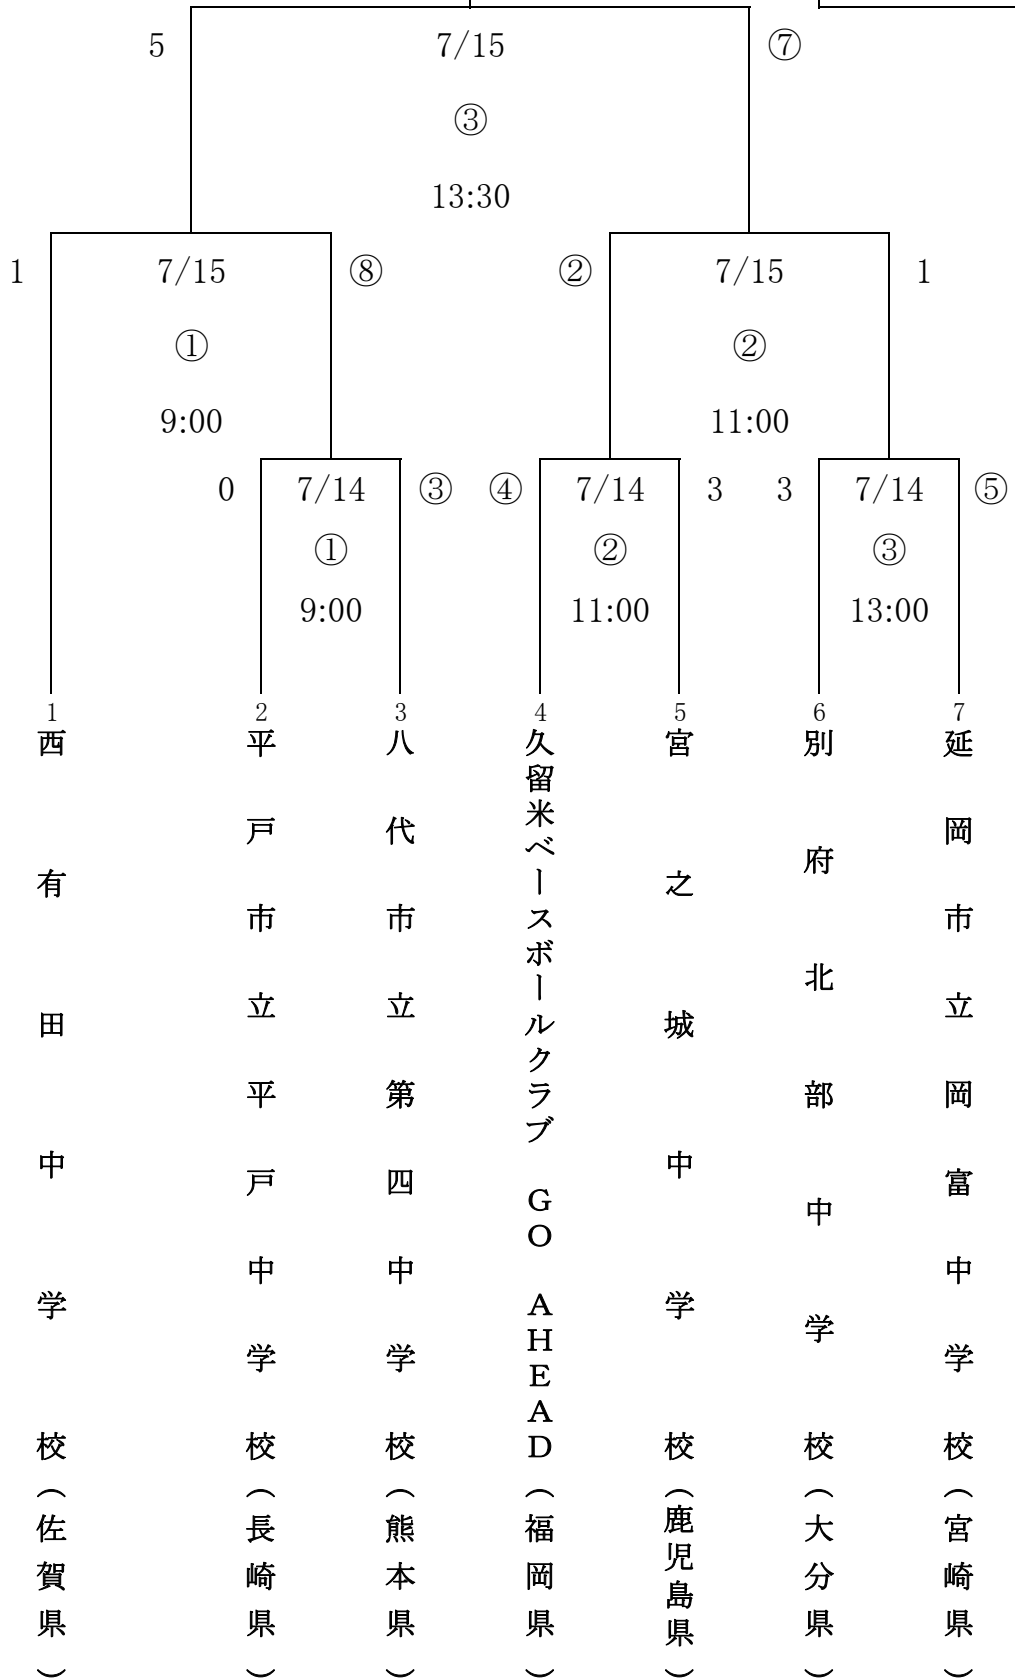 5 7/15 ⑦
③
13:30
1 7/15 ⑧ ② 7/15 1
① ②
9:00 11:00
0 7/14 ③ ④ 7/14 3 3 7/14 ⑤
① ② ③
9:00 11:00 13:00
1 2 3 4 5 6 7
西有田中学校(佐賀県)
平戸市立平戸中学校(長崎県)
八代市立第四中学校(熊本県)
久留米ベースボールクラブ GO AHEAD(福岡県)
宮之城中学校(鹿児島県)
別府北部中学校(大分県)
延岡市立岡富中学校(宮崎県)